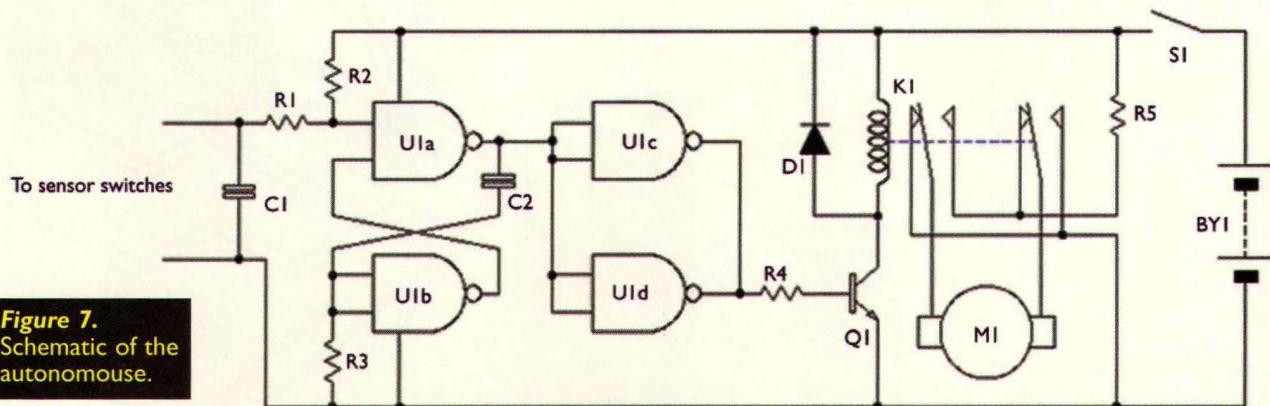 S1
R2
K1
R1
U1a
U1c
R5
D1
To sensor switches
C1
C2
BY1
R4
U1b
U1d
M1
Q1
R3
Figure 7.
Schematic of the
autonomouse.